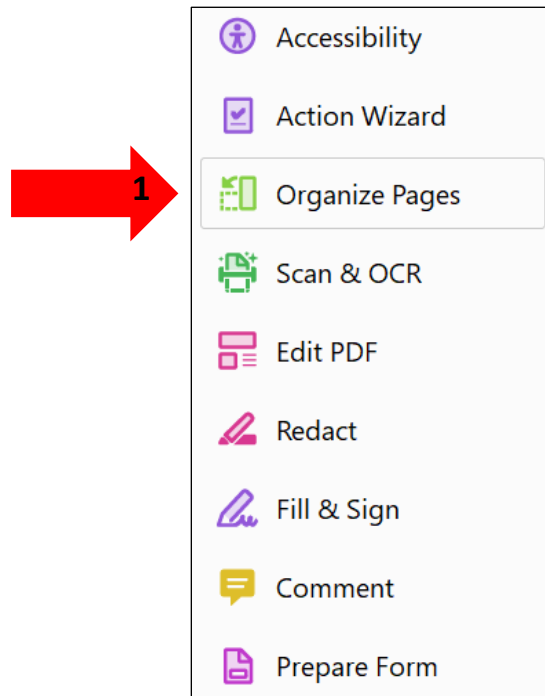 Accessibility
Action Wizard
1
Organize Pages
Scan & OCR
Edit PDF
Redact
Fill & Sign
Comment
Prepare Form